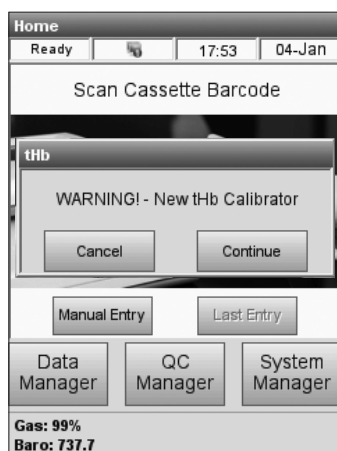 Home
Ready 17:53 04-Jan
Scan Cassette Barcode
tHb
WARNING! - New tHb Calibrator
Cancel Continue
Manual Entry Last Entry
Data Manager QC Manager System Manager
Gas: 99%
Baro: 737.7